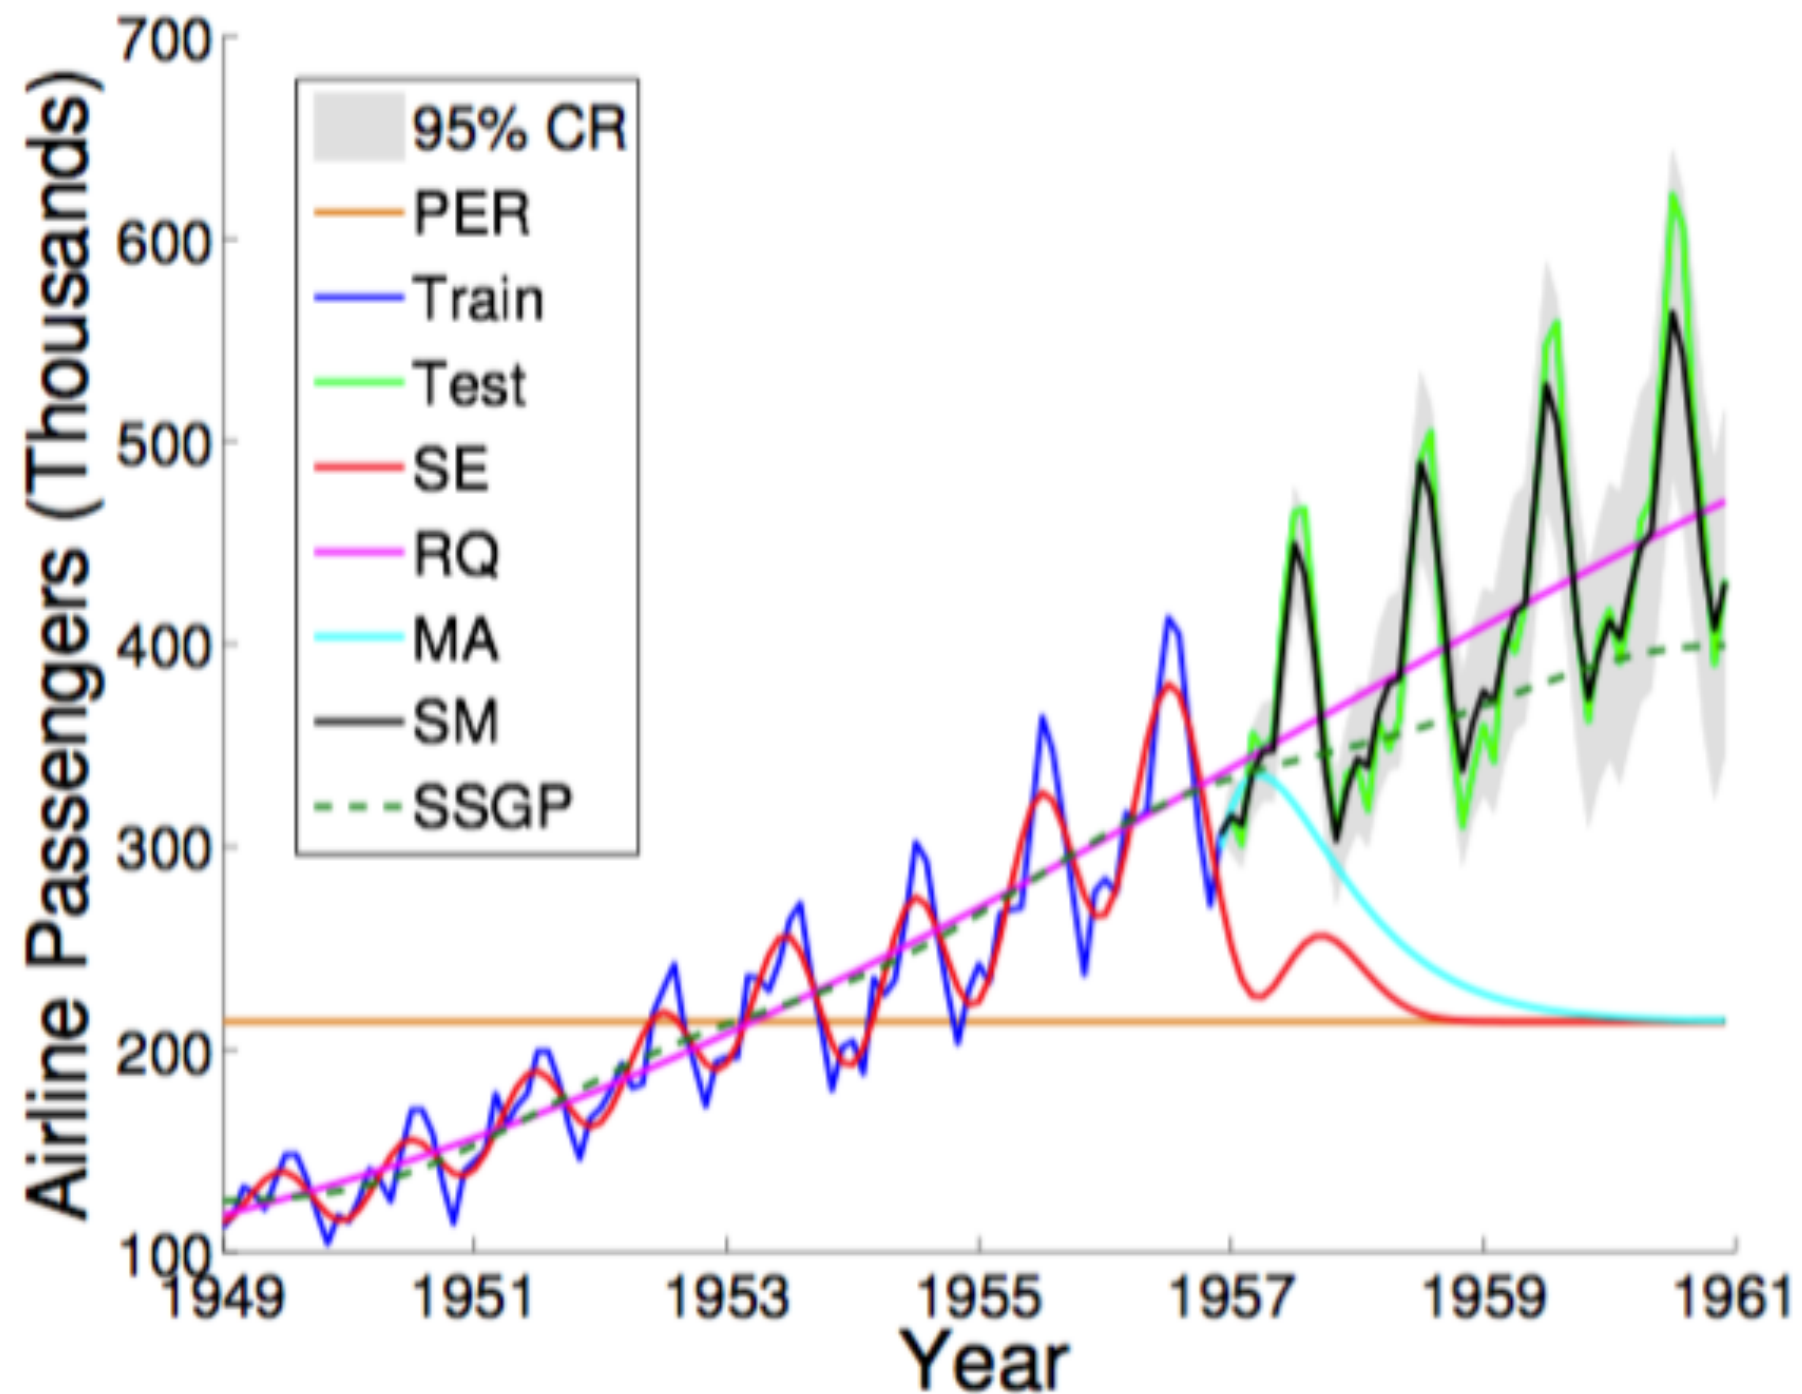 Airline Passengers (Thousands)
700
600
500
400
300
200
100
95% CR
PER
Train
Test
SE
RQ
MA
SM
SSGP
1949 1951 1953 1955 1957 1959 1961
Year